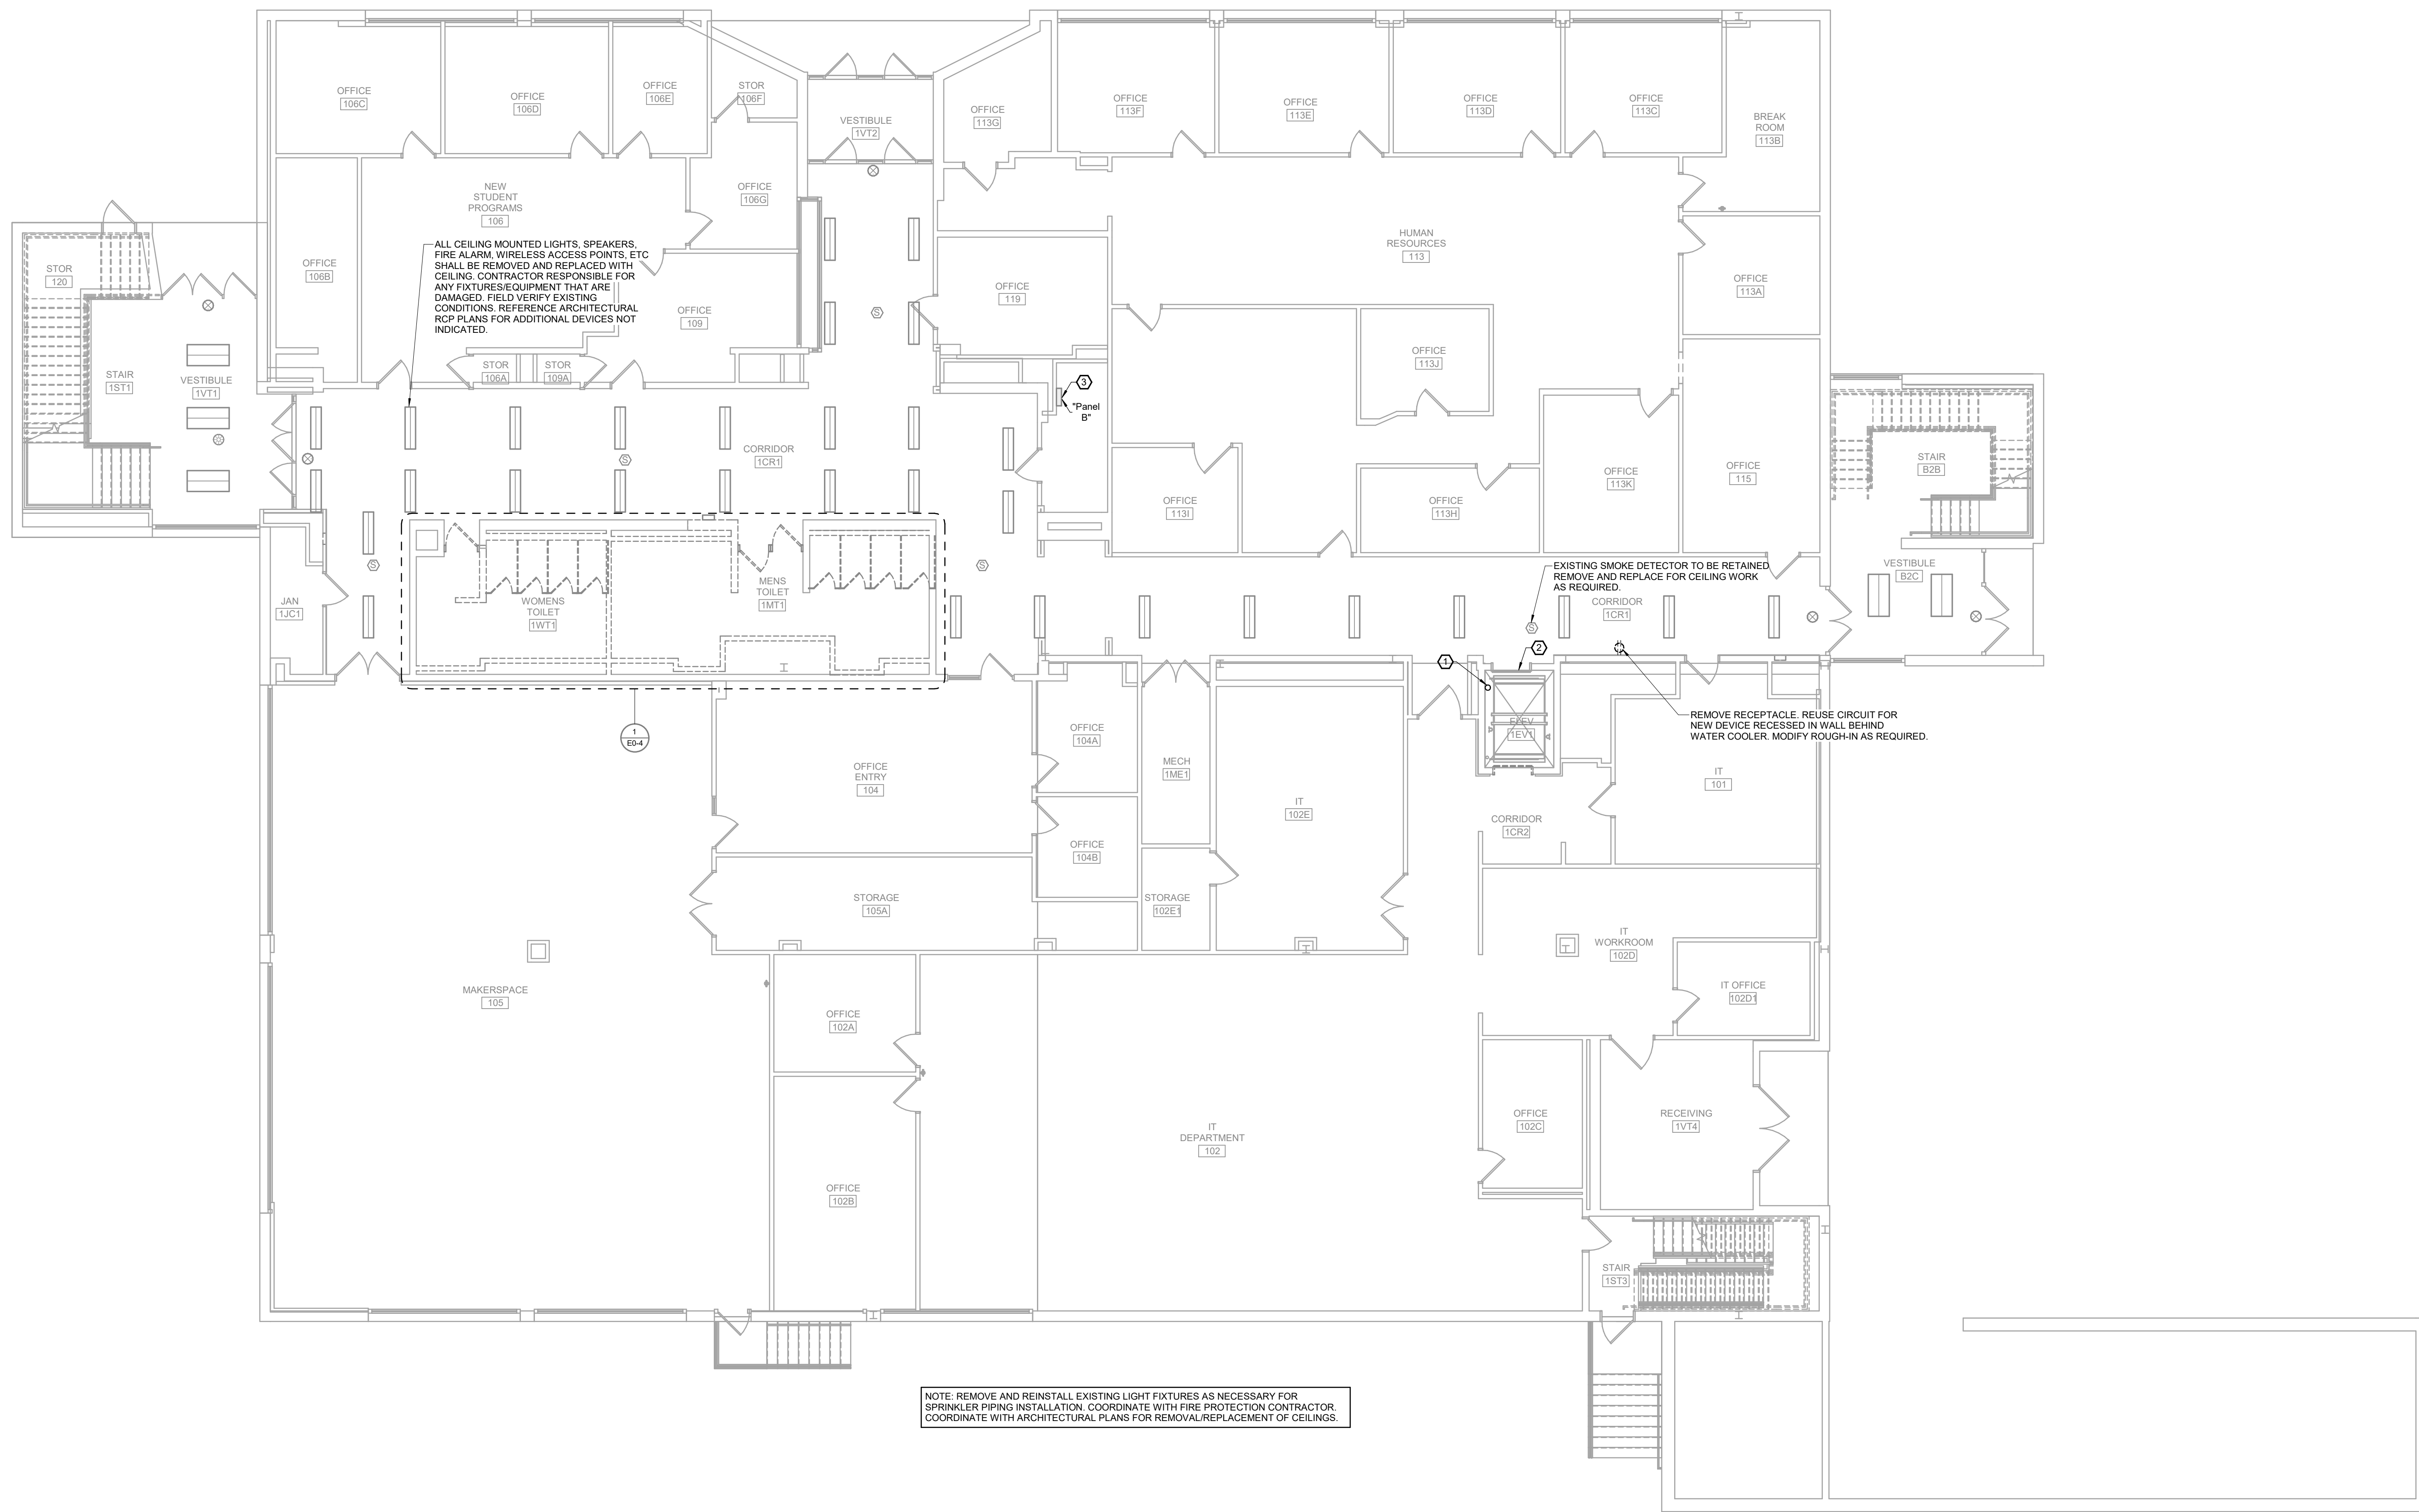 OFFICE
106C
OFFICE
106D
OFFICE
106E
STOR
106F
VESTIBULE
1VT2
OFFICE
113G
OFFICE
113F
OFFICE
113E
OFFICE
113D
OFFICE
113C
BREAK
ROOM
113B
NEW
STUDENT
PROGRAMS
106
OFFICE
106G
HUMAN
RESOURCES
113
ALL CEILING MOUNTED LIGHTS, SPEAKERS,
FIRE ALARM, WIRELESS ACCESS POINTS, ETC
SHALL BE REMOVED AND REPLACED WITH
CEILING. CONTRACTOR RESPONSIBLE FOR
ANY FIXTURES/EQUIPMENT THAT ARE
DAMAGED. FIELD VERIFY EXISTING
CONDITIONS. REFERENCE ARCHITECTURAL
RCP PLANS FOR ADDITIONAL DEVICES NOT
INDICATED.
STOR
120
OFFICE
106B
OFFICE
119
OFFICE
113A
OFFICE
109
S
STAIR
1ST1
VESTIBULE
1VT1
STOR
106A
STOR
109A
3
"Panel
B"
OFFICE
113J
CORRIDOR
1CR1
S
OFFICE
113I
OFFICE
113H
OFFICE
113K
OFFICE
115
STAIR
B2B
S
S
EXISTING SMOKE DETECTOR TO BE RETAINED
REMOVE AND REPLACE FOR CEILING WORK
AS REQUIRED.
VESTIBULE
B2C
JAN
1JC1
WOMENS
TOILET
1WT1
MENS
TOILET
1MT1
CORRIDOR
1CR1
S
1
2
1
E0-4
OFFICE
104A
MECH
1ME1
ELEV
1EV1
REMOVE RECEPTACLE. REUSE CIRCUIT FOR
NEW DEVICE RECESSED IN WALL BEHIND
WATER COOLER. MODIFY ROUGH-IN AS REQUIRED.
OFFICE
ENTRY
104
IT
101
IT
102E
CORRIDOR
1CR2
OFFICE
104B
STORAGE
105A
STORAGE
102E1
IT
WORKROOM
102D
MAKERSPACE
105
IT OFFICE
102D1
OFFICE
102A
IT
DEPARTMENT
102
OFFICE
102C
RECEIVING
1VT4
OFFICE
102B
STAIR
1ST3
NOTE: REMOVE AND REINSTALL EXISTING LIGHT FIXTURES AS NECESSARY FOR
SPRINKLER PIPING INSTALLATION. COORDINATE WITH FIRE PROTECTION CONTRACTOR.
COORDINATE WITH ARCHITECTURAL PLANS FOR REMOVAL/REPLACEMENT OF CEILINGS.